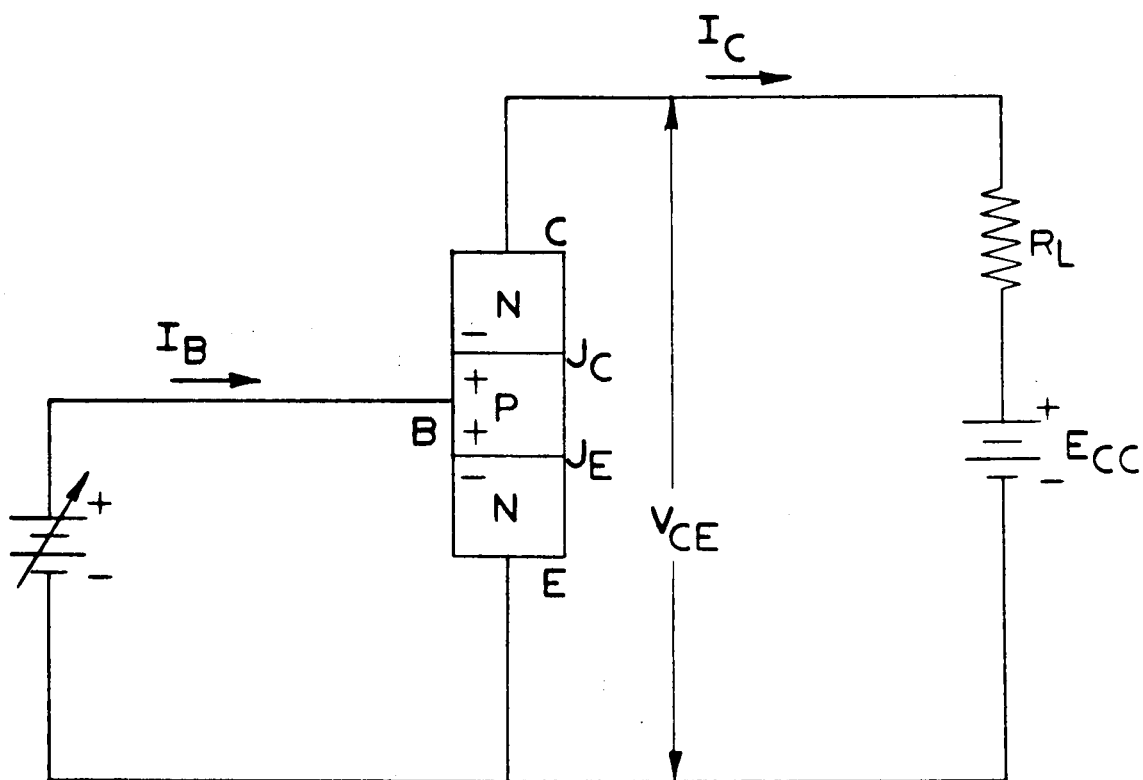 I_C
C
N
-
R_L
I_B
J_C
+
P
B
+
J_E
-
N
+
E_CC
-
+
-
V_CE
E